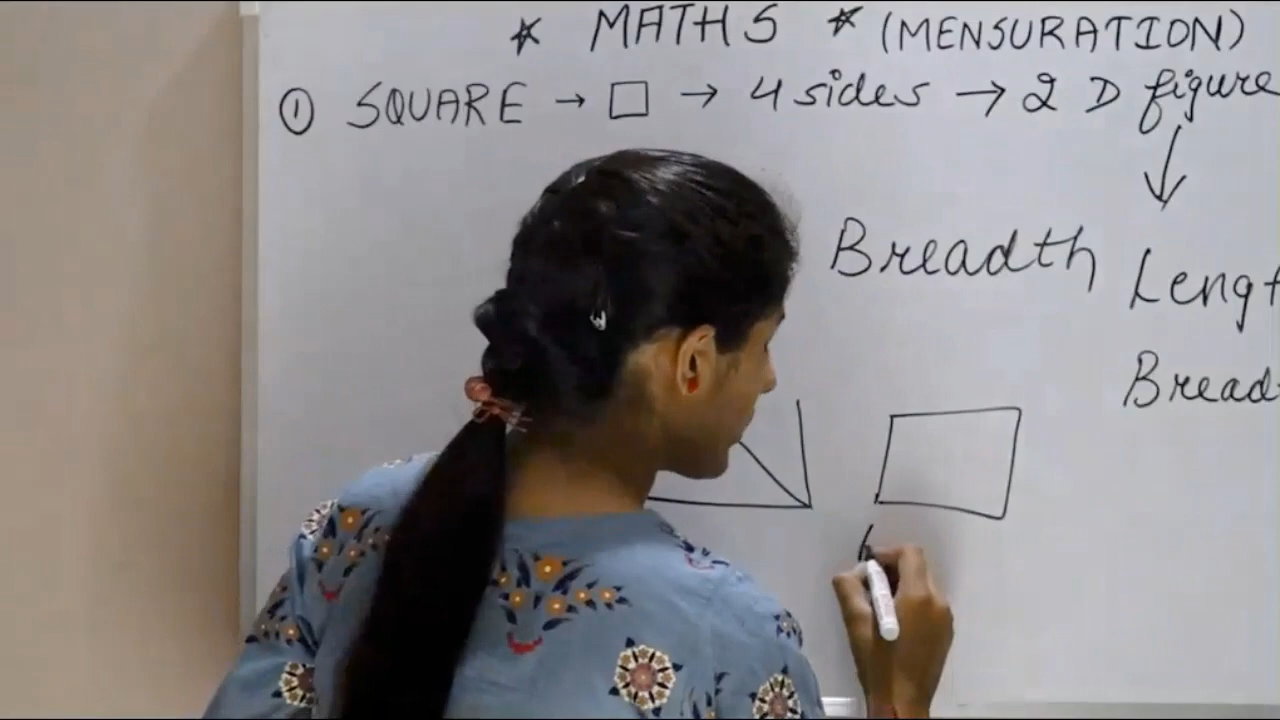 * MATHS * (MENSURATION)
① SQUARE → □ → 4 sides → 2 D figure
↓
Breadth Lengt
Bread